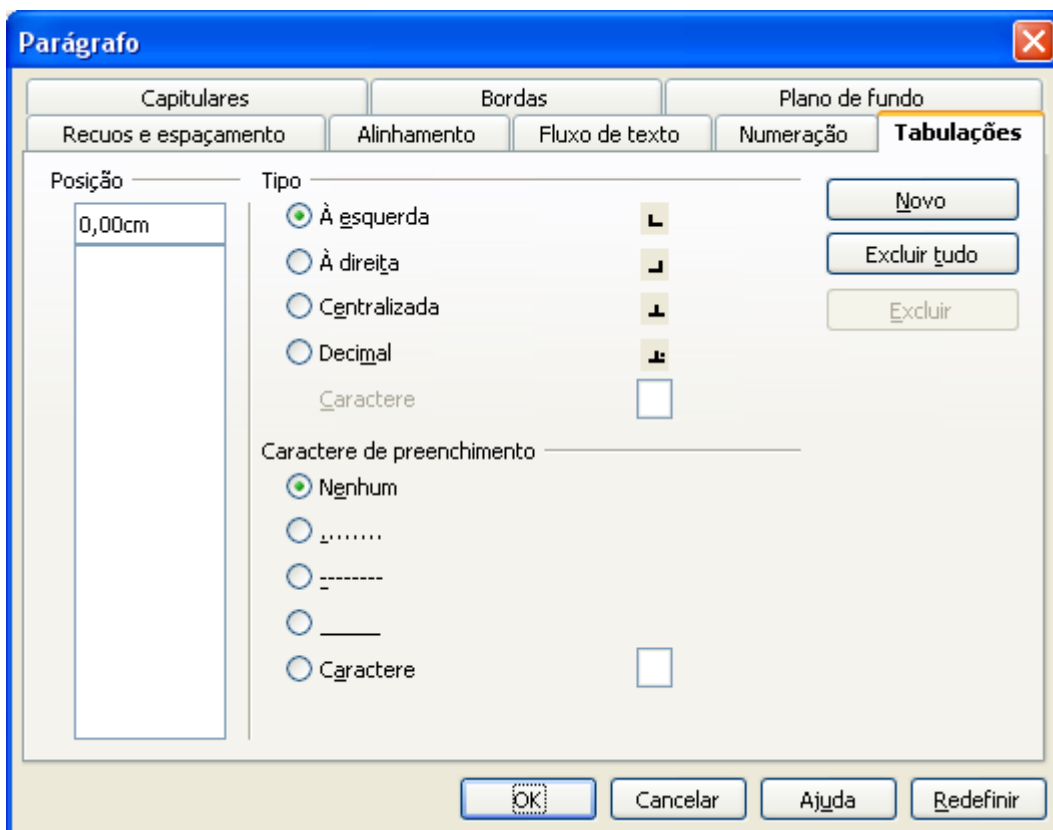 Parágrafo
Capitulares Bordas Plano de fundo
Recuos e espaçamento Alinhamento Fluxo de texto Numeração Tabulações
Posição
0,00cm
Tipo
À esquerda
À direita
Centralizada
Decimal
Caractere
Caractere de preenchimento
Nenhum
.........
---------
______
Caractere
Novo
Excluir tudo
Excluir
OK Cancelar Ajuda Redefinir